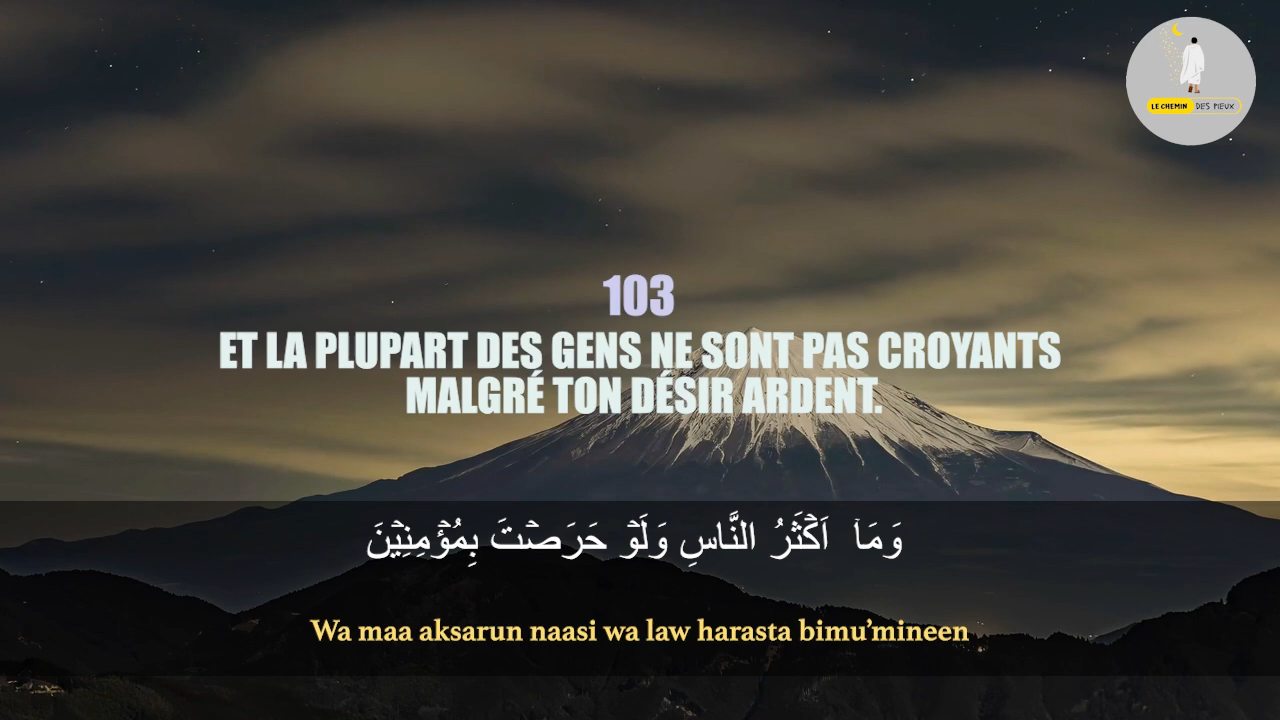 LE CHEMIN DES PIEUX
103
ET LA PLUPART DES GENS NE SONT PAS CROYANTS
MALGRÉ TON DÉSIR ARDENT.
وَمَاۤ اَكۡثَرُ النَّاسِ وَلَوۡ حَرَصۡتَ بِمُؤۡمِنِيۡنَ
Wa maa aksarun naasi wa law harasta bimu’mineen